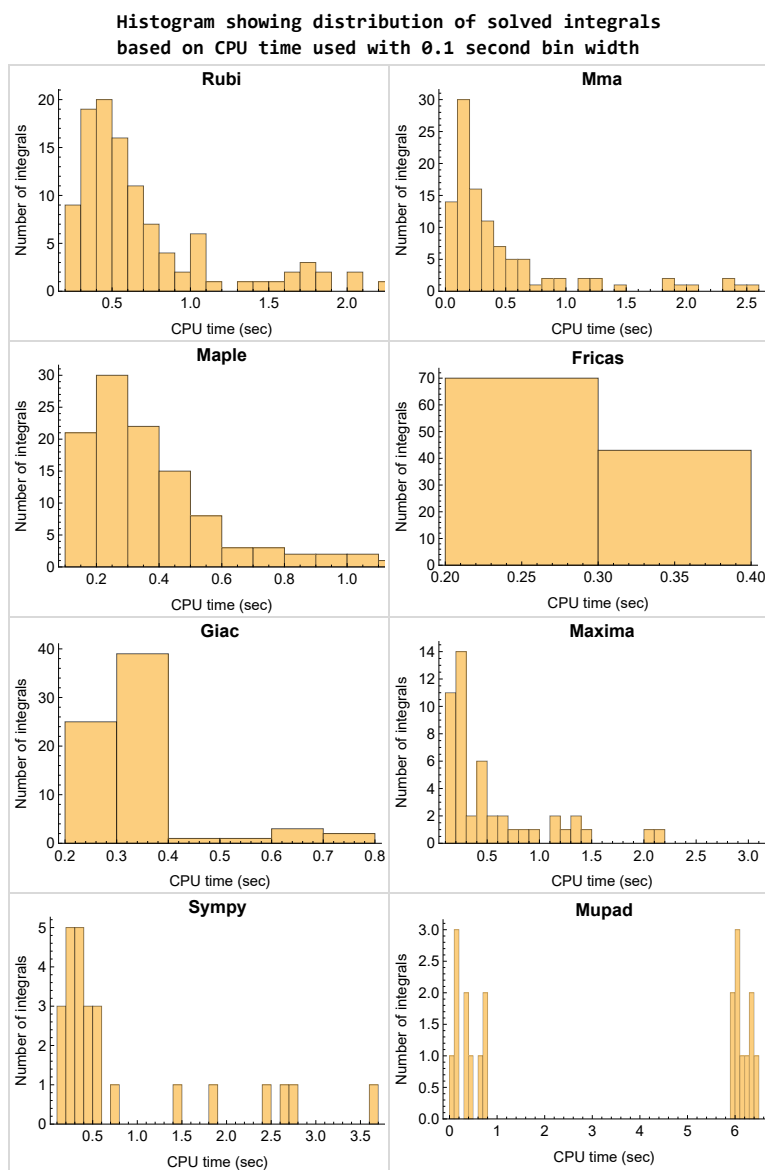 Histogram showing distribution of solved integrals
based on CPU time used with 0.1 second bin width
Rubi
Number of integrals
20
15
10
5
0
0.5 1.0 1.5 2.0
CPU time (sec)
Mma
Number of integrals
30
25
20
15
10
5
0
0.0 0.5 1.0 1.5 2.0 2.5
CPU time (sec)
Maple
Number of integrals
30
25
20
15
10
5
0
0.2 0.4 0.6 0.8 1.0
CPU time (sec)
Fricas
Number of integrals
70
60
50
40
30
20
10
0
0.20 0.25 0.30 0.35 0.40
CPU time (sec)
Giac
Number of integrals
40
30
20
10
0
0.2 0.3 0.4 0.5 0.6 0.7 0.8
CPU time (sec)
Maxima
Number of integrals
14
12
10
8
6
4
2
0
0.5 1.0 1.5 2.0 2.5 3.0
CPU time (sec)
Sympy
Number of integrals
5
4
3
2
1
0
0.5 1.0 1.5 2.0 2.5 3.0 3.5
CPU time (sec)
Mupad
Number of integrals
3.0
2.5
2.0
1.5
1.0
0.5
0.0
0 1 2 3 4 5 6
CPU time (sec)